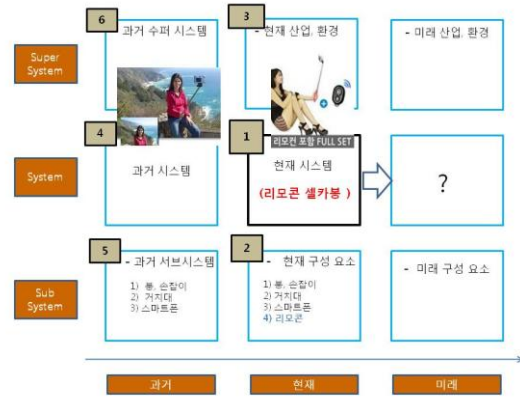 6
과거 수퍼 시스템
3
- 현재 산업, 환경
- 미래 산업, 환경
Super
System
리모컨 포함 FULL SET
4
과거 시스템
1
현재 시스템
(리모콘 셀카봉 )
?
System
5
- 과거 서브시스템
1) 봉, 손잡이
2) 거치대
3) 스마트폰
2
- 현재 구성 요소
1) 봉, 손잡이
2) 거치대
3) 스마트폰
4) 리모콘
- 미래 구성 요소
Sub
System
과거
현재
미래